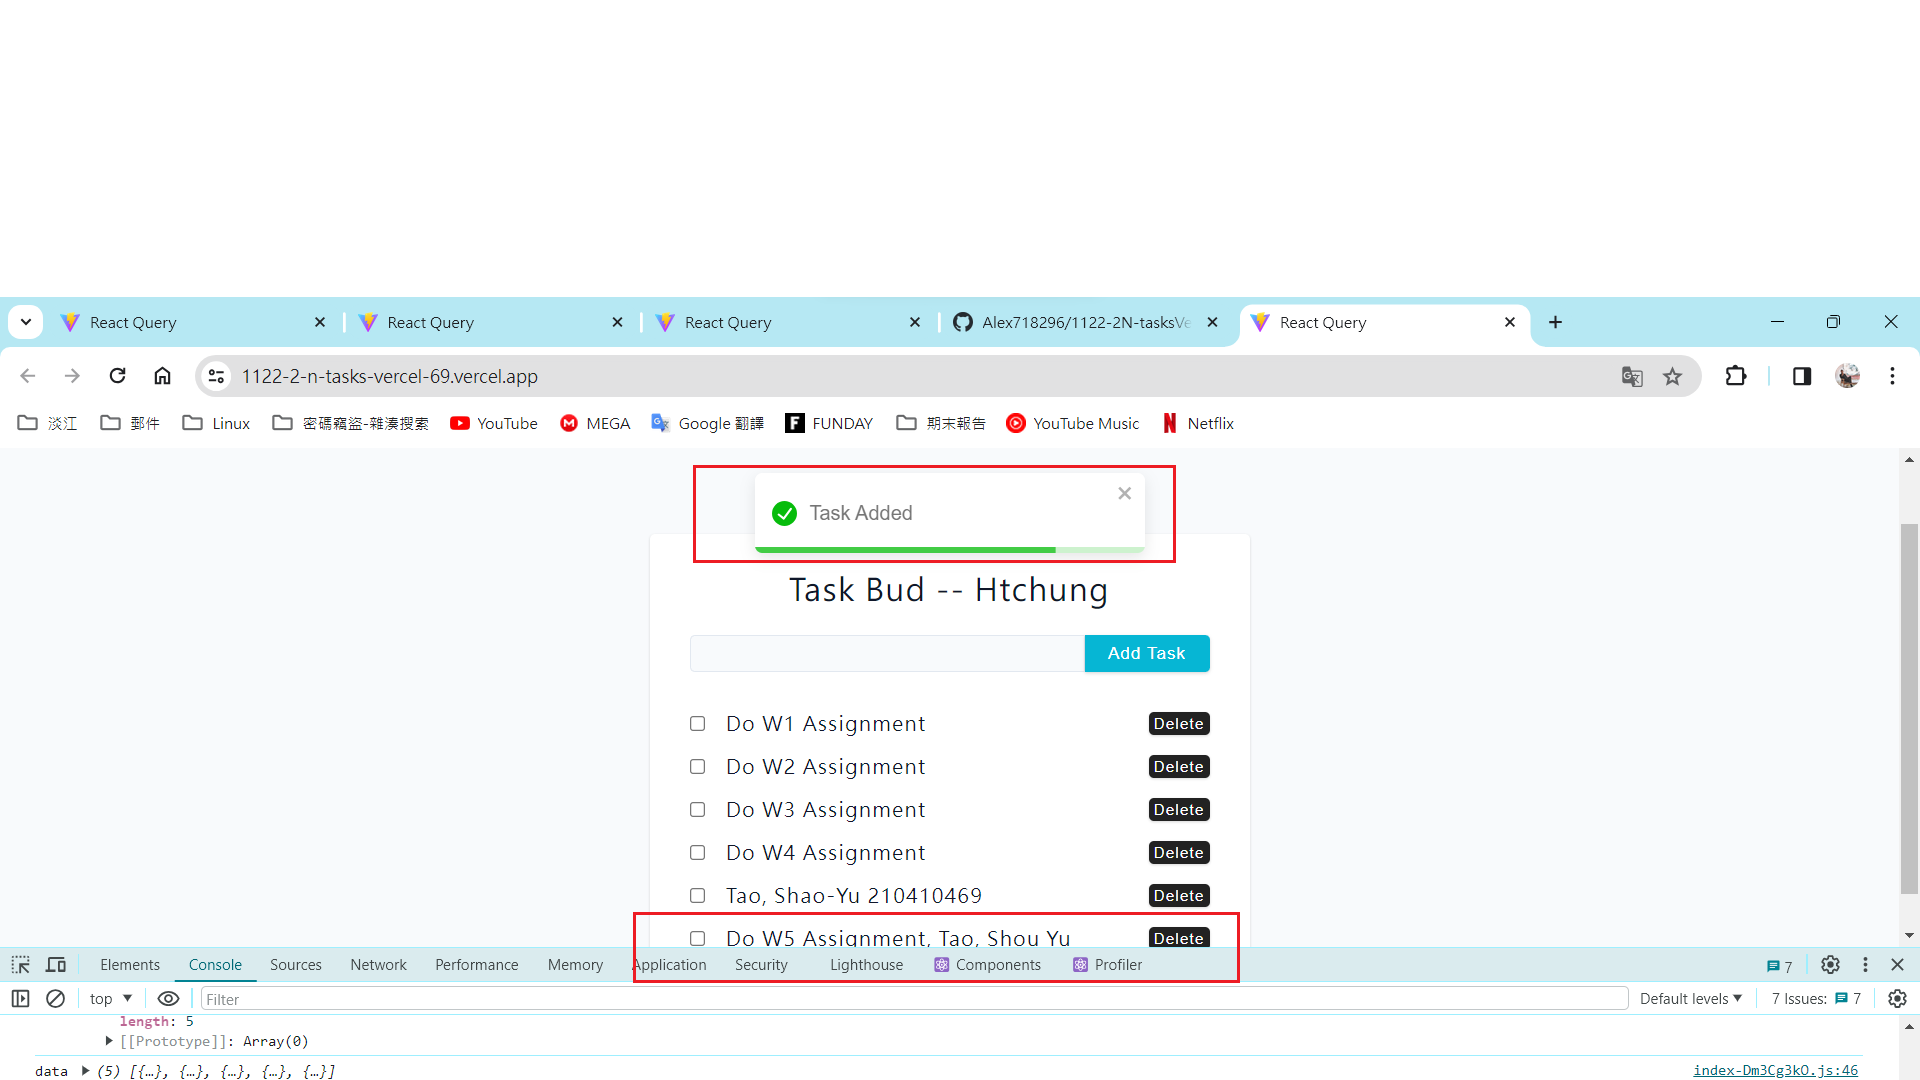 React Query
React Query
React Query
Alex718296/1122-2N-tasksVe
React Query
1122-2-n-tasks-vercel-69.vercel.app
淡江
郵件
Linux
密碼竊盜-雜湊搜索
YouTube
MEGA
Google 翻譯
FUNDAY
期末報告
YouTube Music
Netflix
Task Added
Task Bud -- Htchung
Add Task
Do W1 Assignment Delete
Do W2 Assignment Delete
Do W3 Assignment Delete
Do W4 Assignment Delete
Tao, Shao-Yu 210410469 Delete
Do W5 Assignment, Tao, Shou Yu Delete
Elements Console Sources Network Performance Memory Application Security Lighthouse Components Profiler 7
top Filter Default levels 7 Issues: 7
length: 5
[[Prototype]]: Array(0)
data (5) [{…}, {…}, {…}, {…}, {…}] index-Dm3Cg3kO.js:46